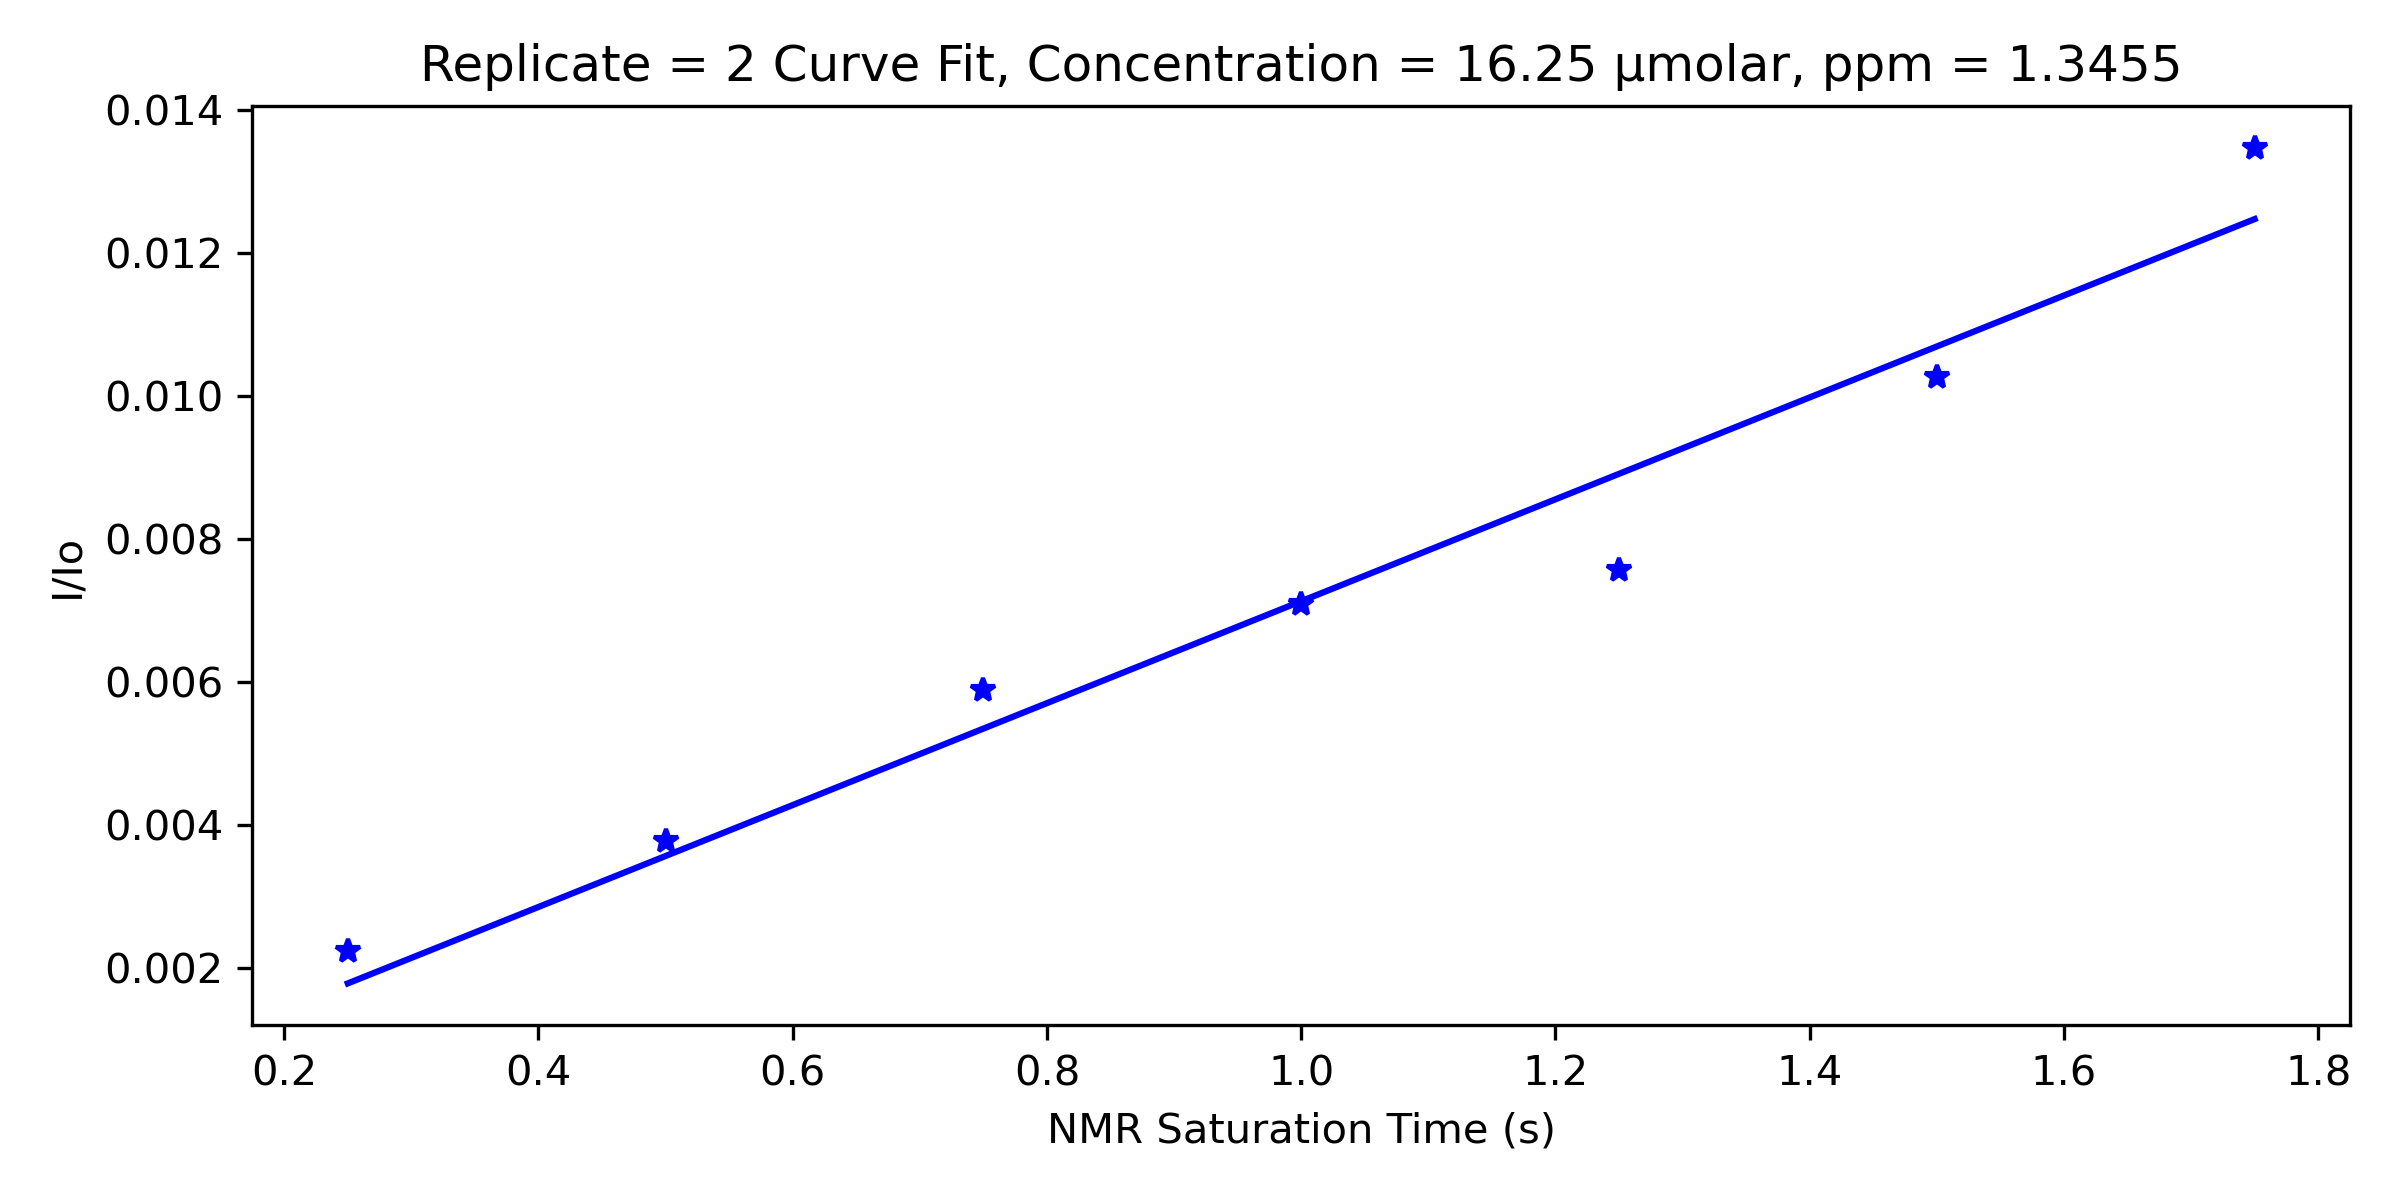 Replicate = 2 Curve Fit, Concentration = 16.25 μmolar, ppm = 1.3455
0.014
0.012
0.010
0.008
0.006
0.004
0.002
I/Io
0.2 0.4 0.6 0.8 1.0 1.2 1.4 1.6 1.8
NMR Saturation Time (s)